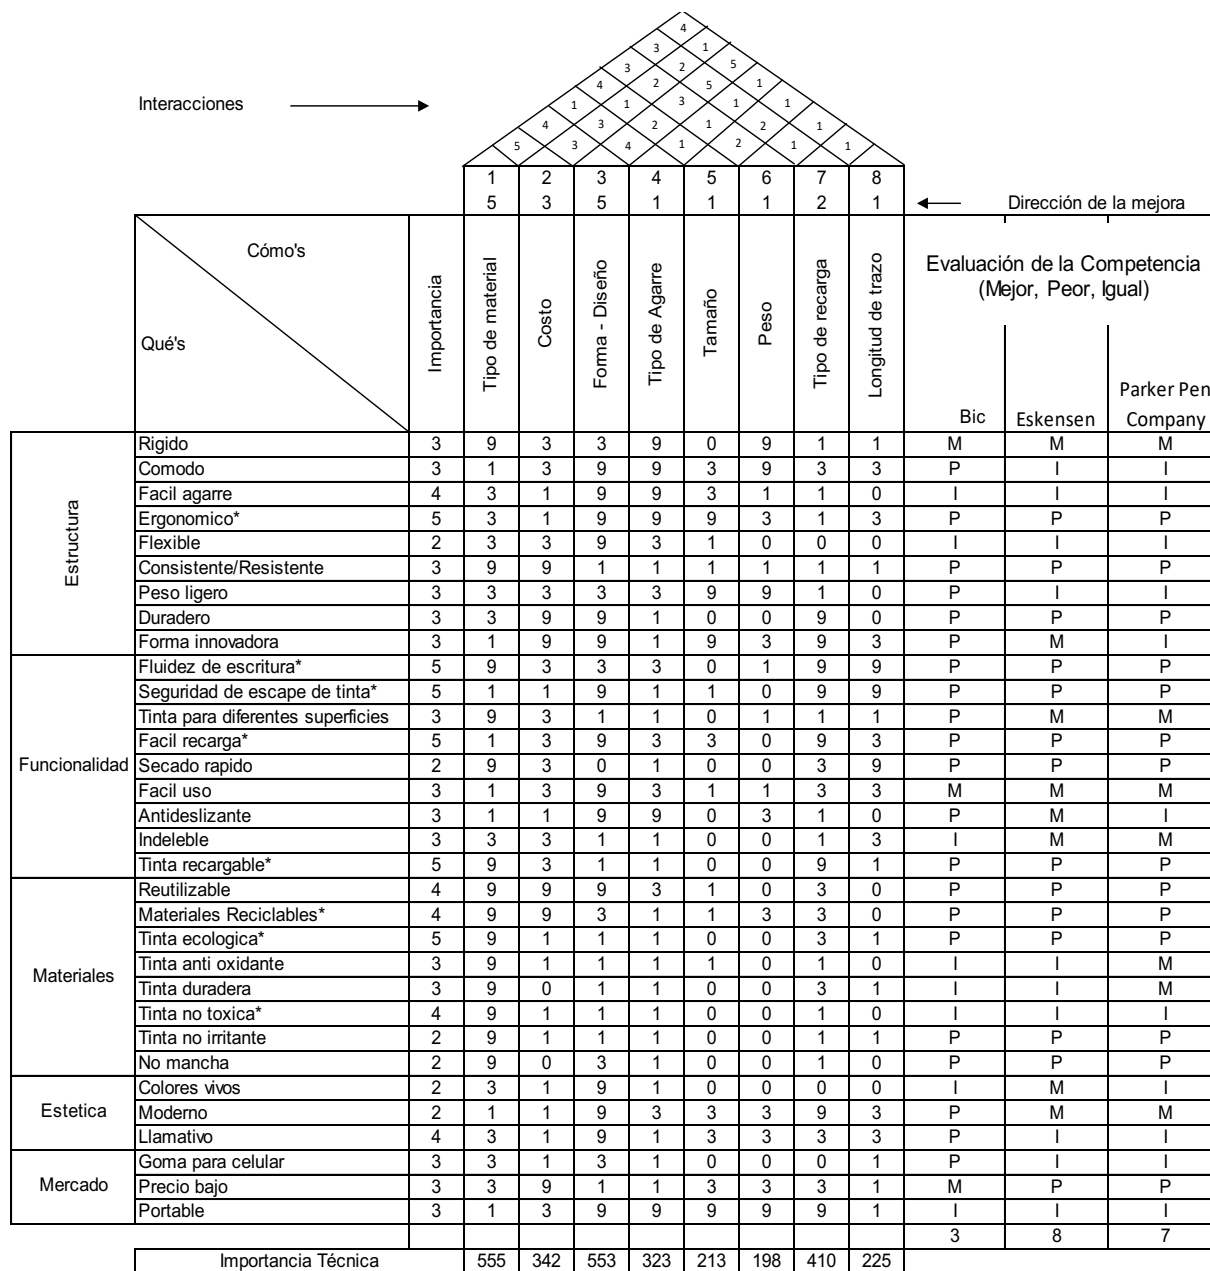 4
3 1
3 2 5
4 2 5 1
Interacciones 1 1 3 1 1
4 3 2 1 2 1
5 3 4 1 2 1 1
1 2 3 4 5 6 7 8
5 3 5 1 1 1 2 1 Dirección de la mejora
Cómo's
Qué's
Importancia
Tipo de material
Costo
Forma - Diseño
Tipo de Agarre
Tamaño
Peso
Tipo de recarga
Longitud de trazo
Evaluación de la Competencia
(Mejor, Peor, Igual)
Bic Eskensen Parker Pen
Company
Estructura
Rigido 3 9 3 3 9 0 9 1 1 M M M
Comodo 3 1 3 9 9 3 9 3 3 P I I
Facil agarre 4 3 1 9 9 3 1 1 0 I I I
Ergonomico* 5 3 1 9 9 9 3 1 3 P P P
Flexible 2 3 3 9 3 1 0 0 0 I I I
Consistente/Resistente 3 9 9 1 1 1 1 1 1 P P P
Peso ligero 3 3 3 3 3 9 9 1 0 P I I
Duradero 3 3 9 9 1 0 0 9 0 P P P
Forma innovadora 3 1 9 9 1 9 3 9 3 P M I
Funcionalidad
Fluidez de escritura* 5 9 3 3 3 0 1 9 9 P P P
Seguridad de escape de tinta* 5 1 1 9 1 1 0 9 9 P P P
Tinta para diferentes superficies 3 9 3 1 1 0 1 1 1 P M M
Facil recarga* 5 1 3 9 3 3 0 9 3 P P P
Secado rapido 2 9 3 0 1 0 0 3 9 P P P
Facil uso 3 1 3 9 3 1 1 3 3 M M M
Antideslizante 3 1 1 9 9 0 3 1 0 P M I
Indeleble 3 3 3 1 1 0 0 1 3 I M M
Tinta recargable* 5 9 3 1 1 0 0 9 1 P P P
Materiales
Reutilizable 4 9 9 9 3 1 0 3 0 P P P
Materiales Reciclables* 4 9 9 3 1 1 3 3 0 P P P
Tinta ecologica* 5 9 1 1 1 0 0 3 1 P P P
Tinta anti oxidante 3 9 1 1 1 1 0 1 0 I I M
Tinta duradera 3 9 0 1 1 0 0 3 1 I I M
Tinta no toxica* 4 9 1 1 1 0 0 1 0 I I I
Tinta no irritante 2 9 1 1 1 0 0 1 1 P P P
No mancha 2 9 0 3 1 0 0 1 0 P P P
Estetica
Colores vivos 2 3 1 9 1 0 0 0 0 I M I
Moderno 2 1 1 9 3 3 3 9 3 P M M
Llamativo 4 3 1 9 1 3 3 3 3 P I I
Mercado
Goma para celular 3 3 1 3 1 0 0 0 1 P I I
Precio bajo 3 3 9 1 1 3 3 3 1 M P P
Portable 3 1 3 9 9 9 9 9 1 I I I
3 8 7
Importancia Técnica 555 342 553 323 213 198 410 225